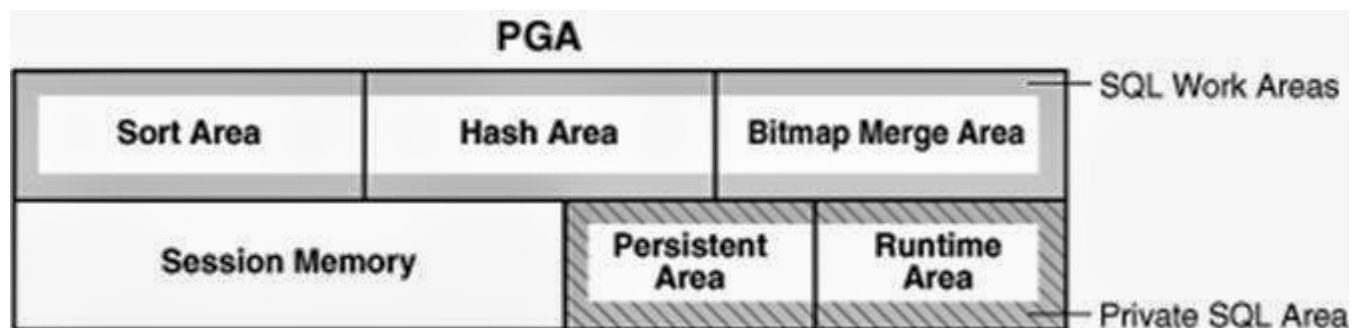 PGA
SQL Work Areas
Sort Area
Hash Area
Bitmap Merge Area
Session Memory
Persistent
Area
Runtime
Area
Private SQL Area